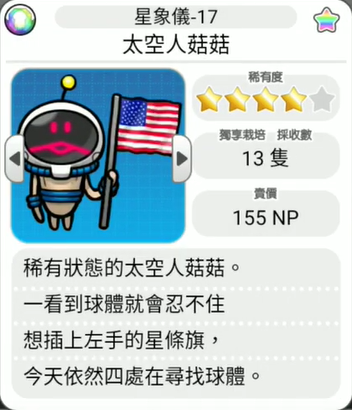 星象儀-17
太空人菇菇
稀有度
獨享栽培 採收數
13 隻
賣價
155 NP
稀有狀態的太空人菇菇。
一看到球體就會忍不住
想插上左手的星條旗，
今天依然四處在尋找球體。